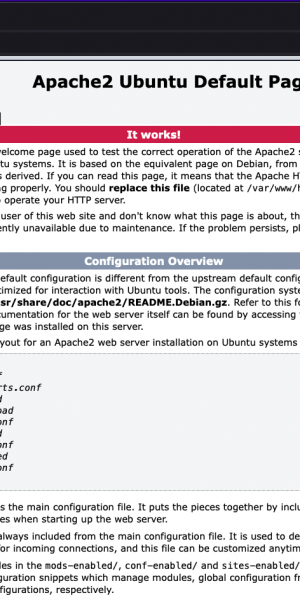 Apache2 Ubuntu Default Pag
It works!
elcome page used to test the correct operation of the Apache2 s
tu systems. It is based on the equivalent page on Debian, from
s derived. If you can read this page, it means that the Apache H
ng properly. You should replace this file (located at /var/www/h
o operate your HTTP server.
user of this web site and don't know what this page is about, th
ently unavailable due to maintenance. If the problem persists, pl
Configuration Overview
efault configuration is different from the upstream default config
timized for interaction with Ubuntu tools. The configuration syste
sr/share/doc/apache2/README.Debian.gz. Refer to this fo
cumentation for the web server itself can be found by accessing
ge was installed on this server.
yout for an Apache2 web server installation on Ubuntu systems
f
rts.conf
d
oad
onf
d
onf
ed
onf
s the main configuration file. It puts the pieces together by inclu
es when starting up the web server.
always included from the main configuration file. It is used to de
for incoming connections, and this file can be customized anytim
les in the mods-enabled/, conf-enabled/ and sites-enabled/
guration snippets which manage modules, global configuration fr
figurations, respectively.